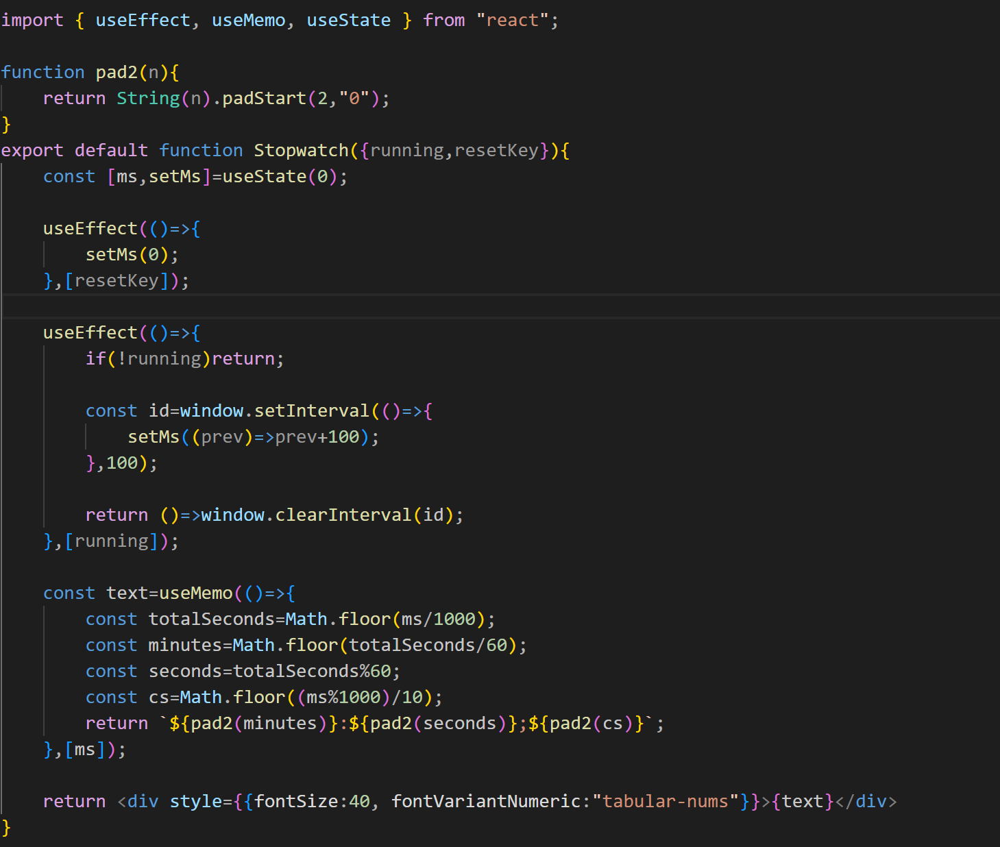 import { useEffect, useMemo, useState } from "react";
function pad2(n){
    return String(n).padStart(2,"0");
}
export default function Stopwatch({running,resetKey}){
    const [ms,setMs]=useState(0);
    useEffect(()=>{
        setMs(0);
    },[resetKey]);
    useEffect(()=>{
        if(!running)return;
        const id=window.setInterval(()=>{
            setMs((prev)=>prev+100);
        },100);
        return ()=>window.clearInterval(id);
    },[running]);
    const text=useMemo(()=>{
        const totalSeconds=Math.floor(ms/1000);
        const minutes=Math.floor(totalSeconds/60);
        const seconds=totalSeconds%60;
        const cs=Math.floor((ms%1000)/10);
        return `${pad2(minutes)}:${pad2(seconds)};${pad2(cs)}`;
    },[ms]);
    return <div style={{fontSize:40, fontVariantNumeric:"tabular-nums"}}>{text}</div>
}